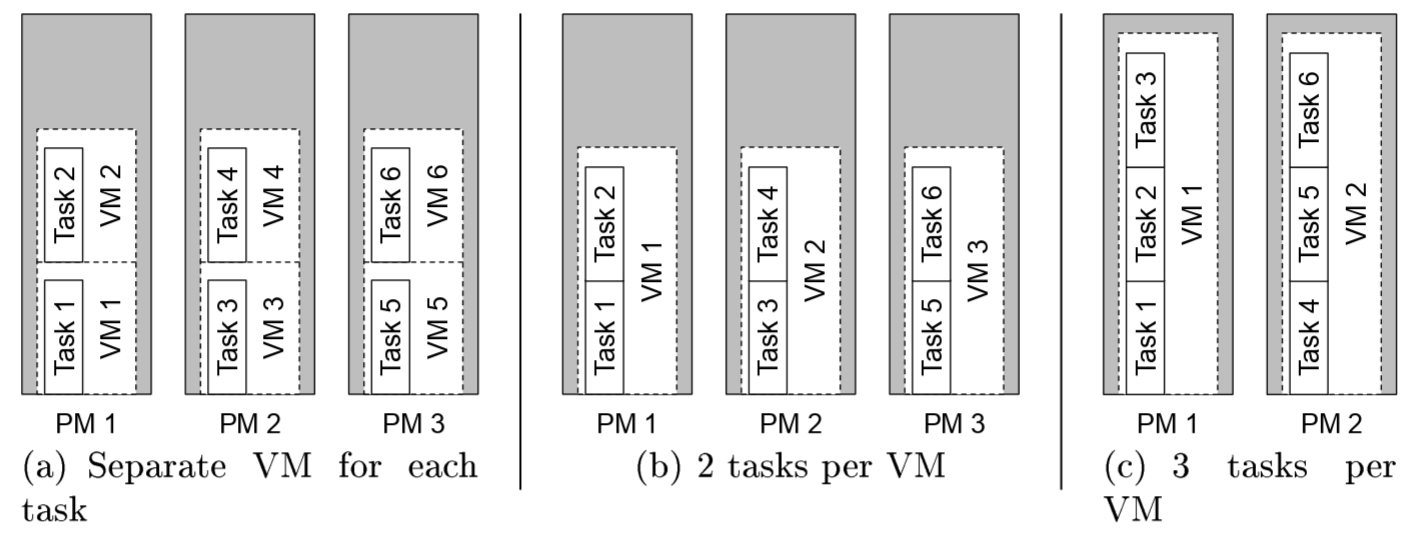 Task 2
VM 2
Task 1
VM 1
PM 1
Task 4
VM 4
Task 3
VM 3
PM 2
Task 6
VM 6
Task 5
VM 5
PM 3
(a) Separate VM for each
task
Task 2
Task 1
VM 1
PM 1
Task 4
Task 3
VM 2
PM 2
Task 6
Task 5
VM 3
PM 3
(b) 2 tasks per VM
Task 3
Task 2
Task 1
VM 1
PM 1
Task 6
Task 5
Task 4
VM 2
PM 2
(c) 3 tasks per
VM